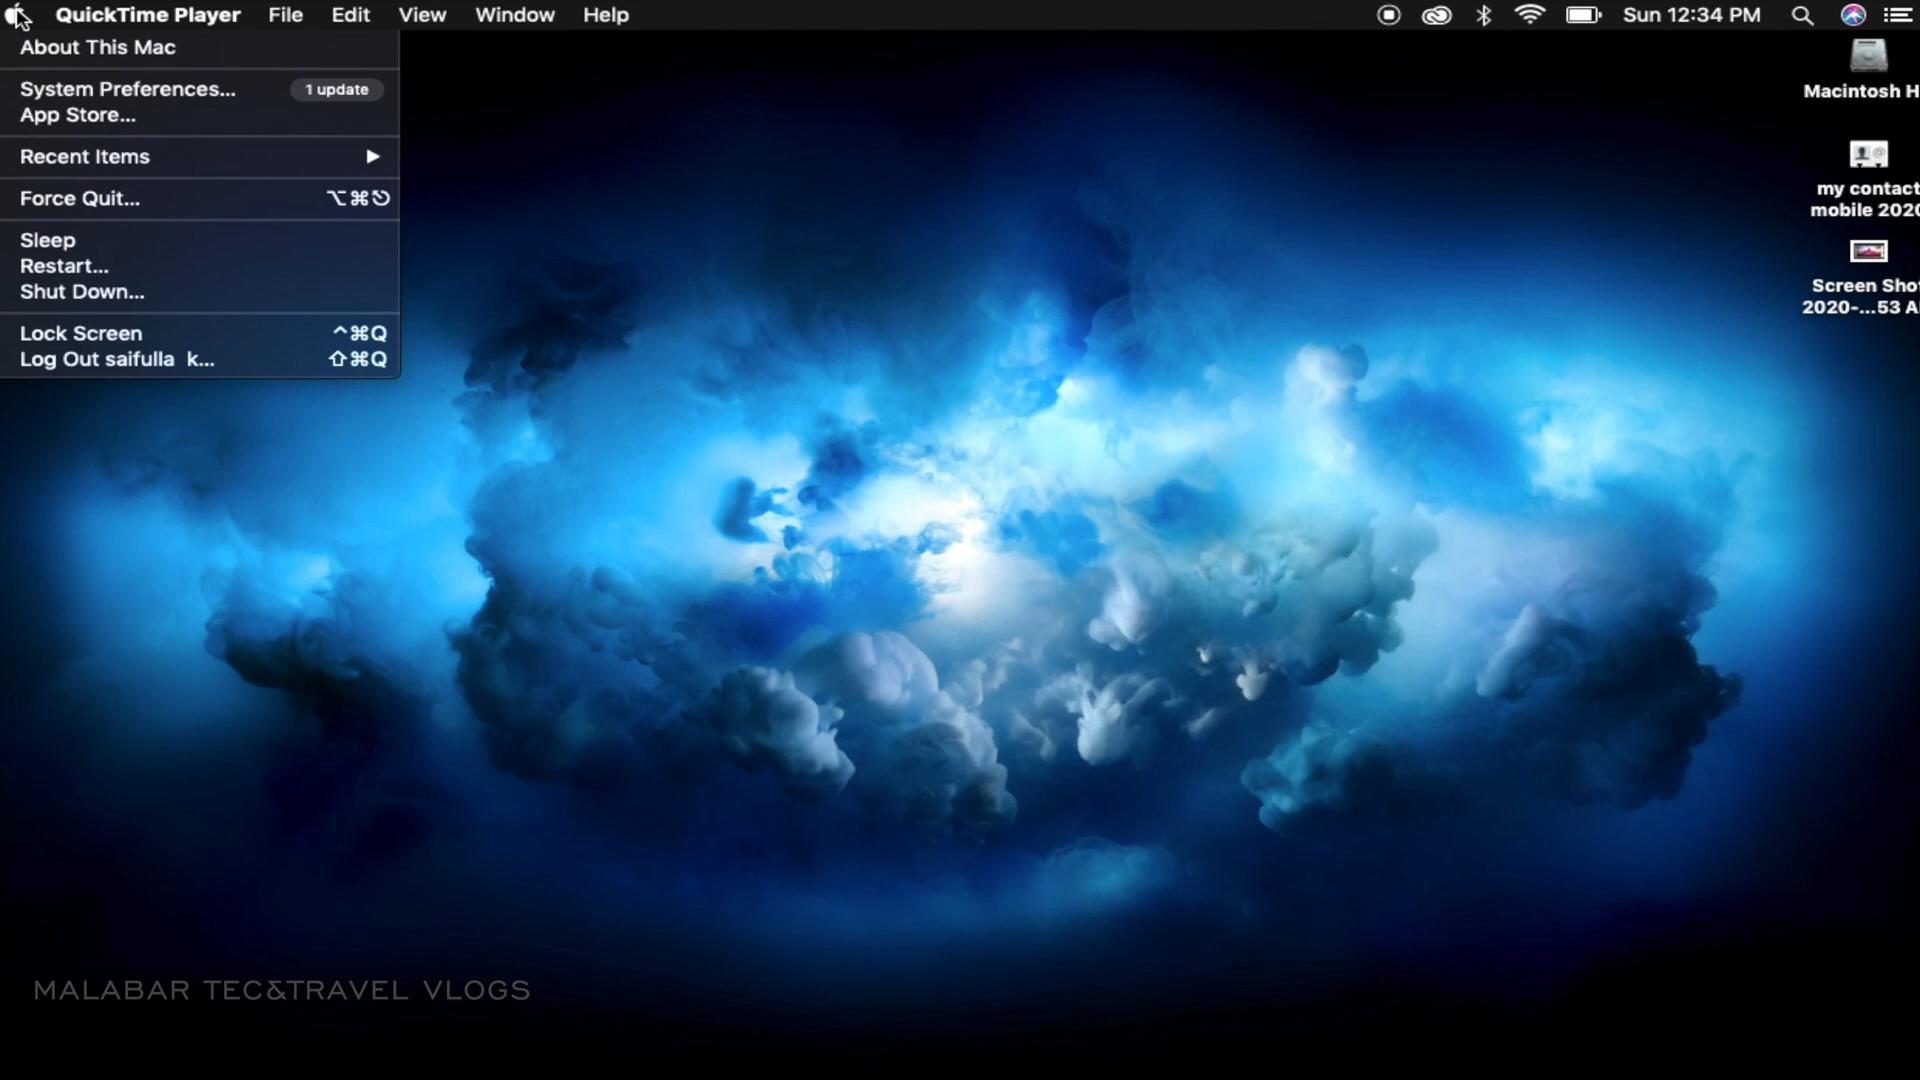 QuickTime Player File Edit View Window Help Sun 12:34 PM
About This Mac
System Preferences... 1 update
App Store...
Recent Items ▶
Force Quit... ⌥⌘⎋
Sleep
Restart...
Shut Down...
Lock Screen ^⌘Q
Log Out saifulla k... ⇧⌘Q
Macintosh H
my contact
mobile 2020
Screen Shot
2020-...53 A
MALABAR TEC&TRAVEL VLOGS